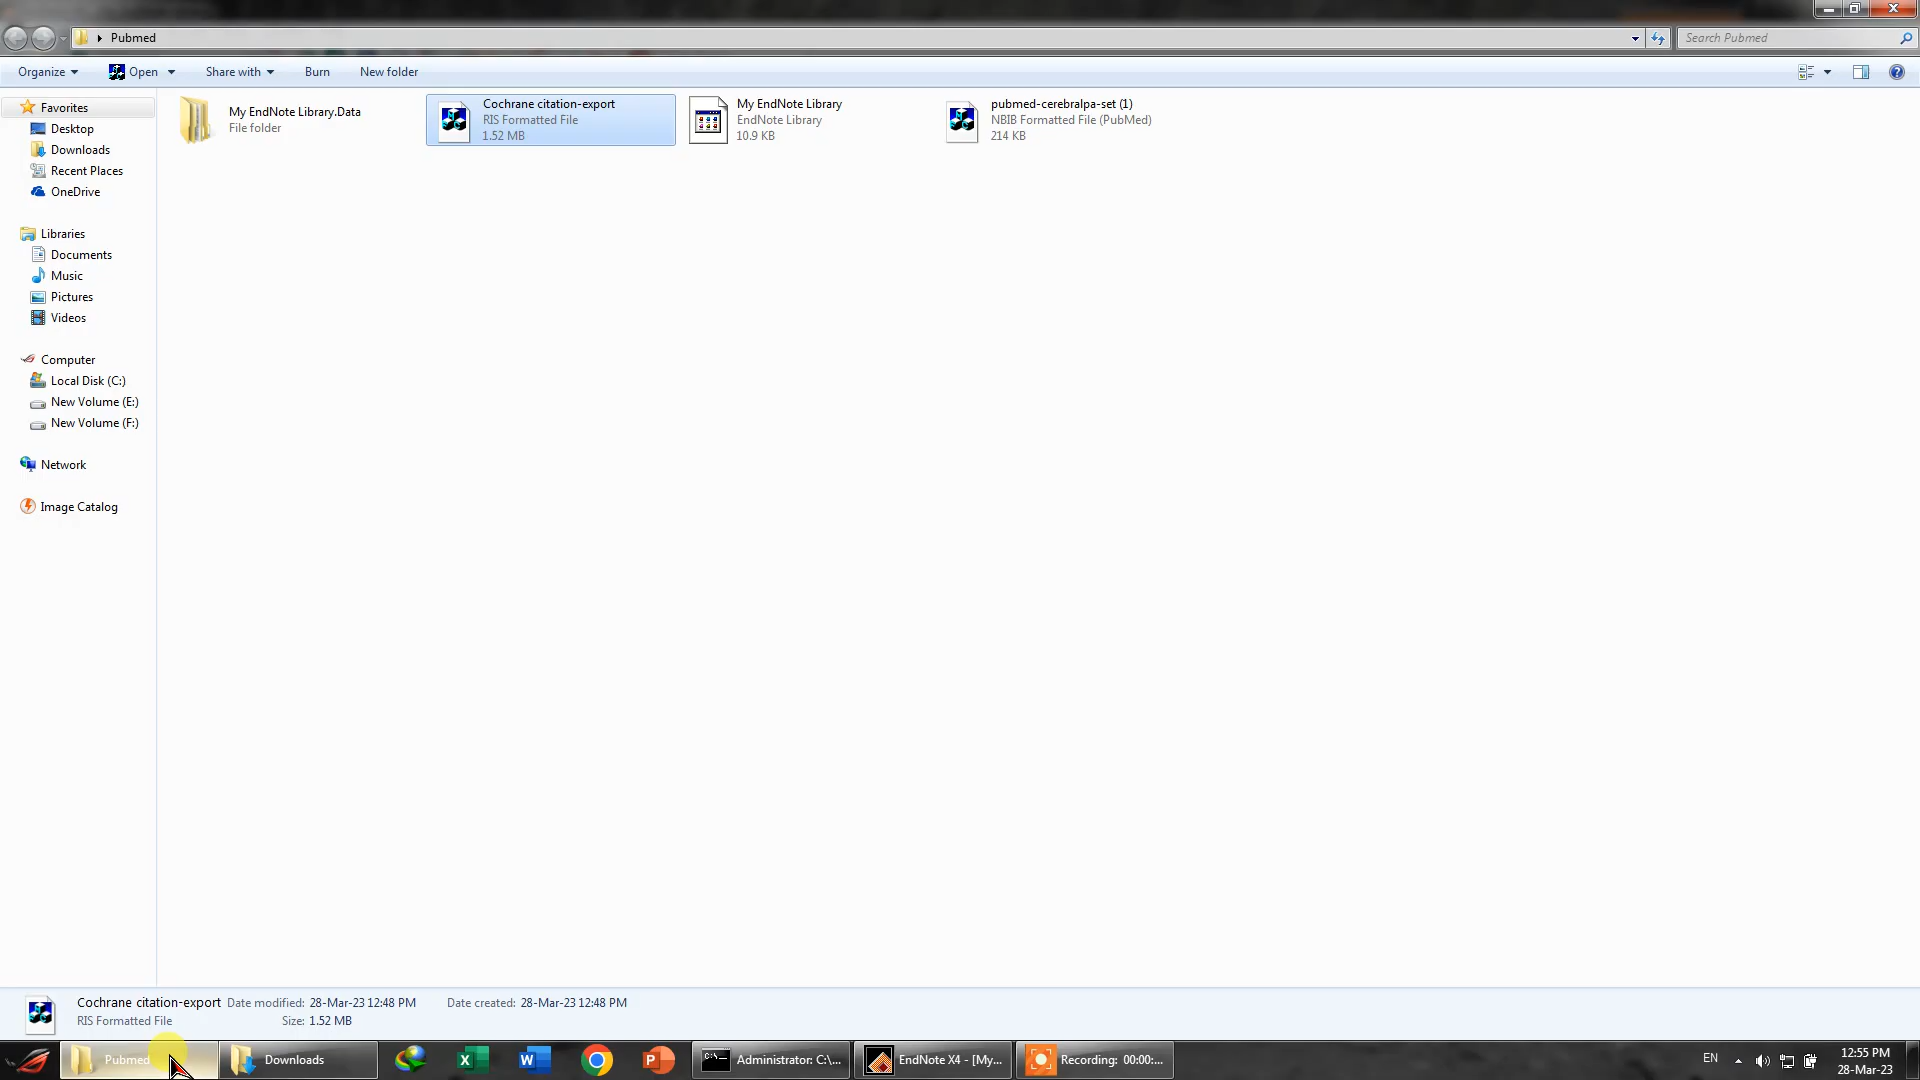 Pubmed
Search Pubmed
Organize
Open
Share with
Burn
New folder
Favorites
Desktop
Downloads
Recent Places
OneDrive
Libraries
Documents
Music
Pictures
Videos
Computer
Local Disk (C:)
New Volume (E:)
New Volume (F:)
Network
Image Catalog
My EndNote Library.Data
File folder
Cochrane citation-export
RIS Formatted File
1.52 MB
My EndNote Library
EndNote Library
10.9 KB
pubmed-cerebralpa-set (1)
NBIB Formatted File (PubMed)
214 KB
Cochrane citation-export Date modified: 28-Mar-23 12:48 PM Date created: 28-Mar-23 12:48 PM
RIS Formatted File Size: 1.52 MB
Pubmed
Downloads
Administrator: C:\...
EndNote X4 - [My...
Recording: 00:00:...
EN
12:55 PM
28-Mar-23